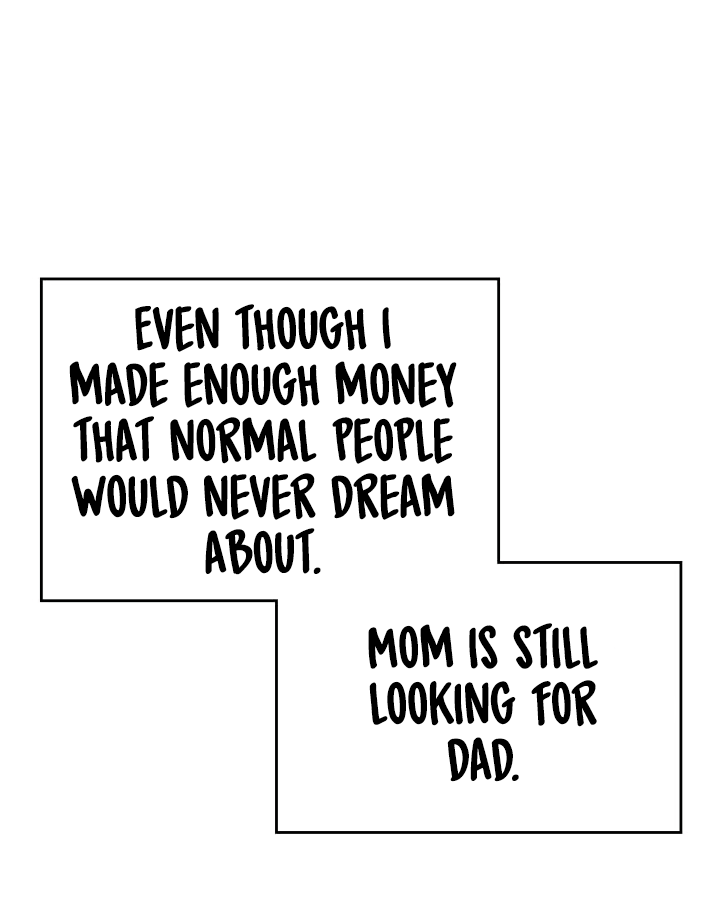 EVEN THOUGH I
MADE ENOUGH MONEY
THAT NORMAL PEOPLE
WOULD NEVER DREAM
ABOUT.
MOM IS STILL
LOOKING FOR
DAD.